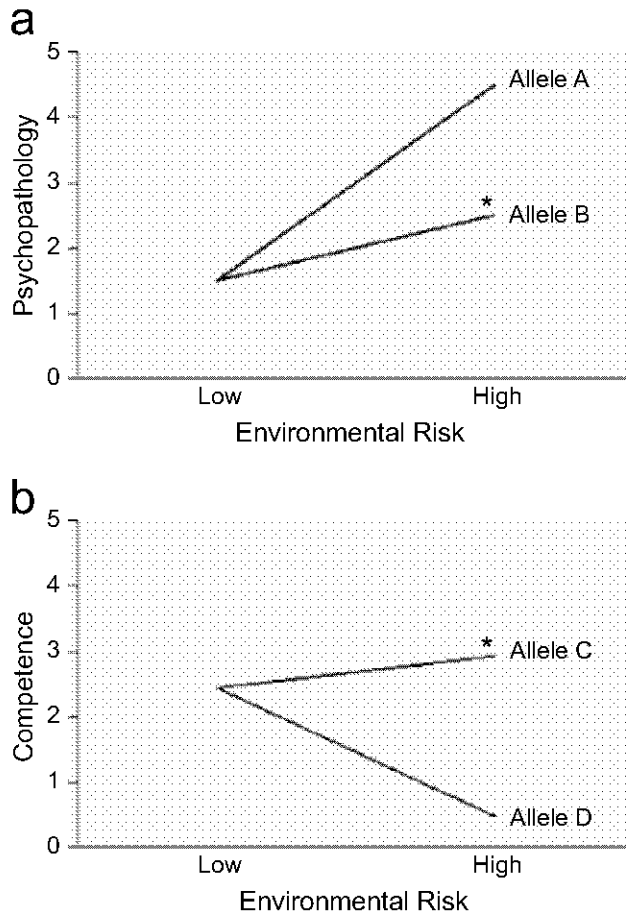 a
5
Allele A
4
Psychopathology
3
*
Allele B
2
1
0
Low High
Environmental Risk
b
5
4
Competence
3
*
Allele C
2
1
Allele D
0
Low High
Environmental Risk